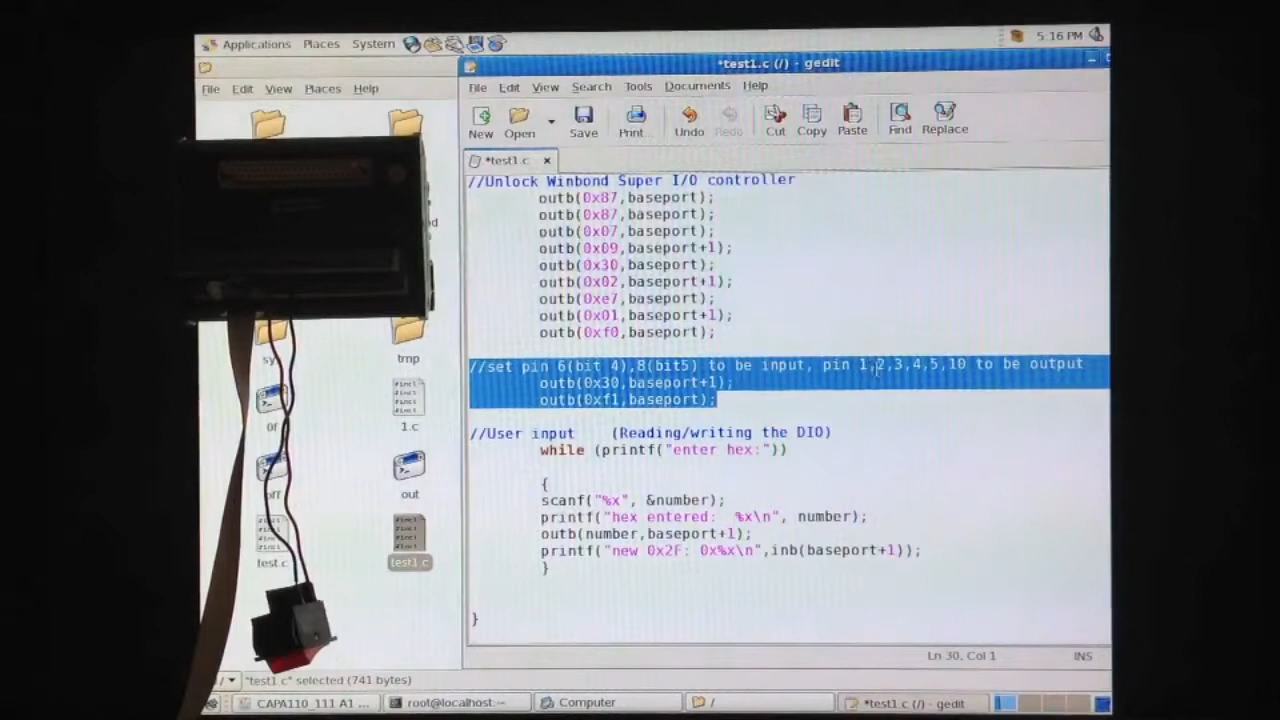 Applications Places System
5:16 PM
*test1.c (/) - gedit
File Edit View Places Help
File Edit View Search Tools Documents Help
New Open Save Print... Undo Redo Cut Copy Paste Find Replace
*test1.c
//Unlock Winbond Super I/O controller
outb(0x87,baseport);
outb(0x87,baseport);
outb(0x07,baseport);
outb(0x09,baseport+1);
outb(0x30,baseport);
outb(0x02,baseport+1);
outb(0xe7,baseport);
outb(0x01,baseport+1);
outb(0xf0,baseport);
//set pin 6(bit 4),8(bit5) to be input, pin 1,2,3,4,5,10 to be output
outb(0x30,baseport+1);
outb(0xf1,baseport);
//User input (Reading/writing the DIO)
while (printf("enter hex:"))
{
scanf("%x", &number);
printf("hex entered: %x\n", number);
outb(number,baseport+1);
printf("new 0x2F: 0x%x\n",inb(baseport+1));
}
}
tmp
1.c
out
test.c
test1.c
Ln 30, Col 1 INS
"test1 c" selected (741 bytes)
CAPA110_111 A1 ... root@localhost:~ Computer / *test1.c (/) - gedit